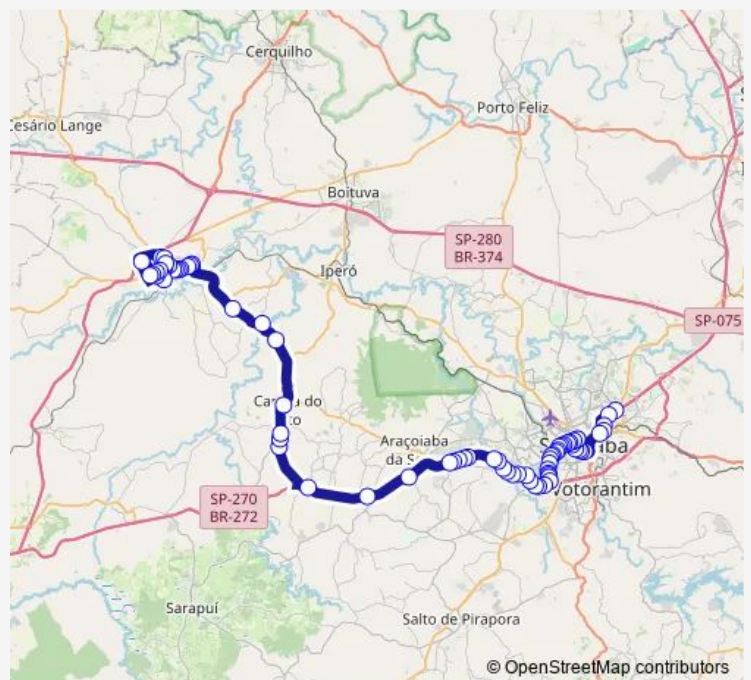 Cerquilho
Porto Feliz
Cesário Lange
Boituva
SP-280
BR-374
Iperó
SP-075
Araçoiaba
Votorantim
SP-270
BR-272
Sarapuí
Salto de Pirapora
© OpenStreetMap contributors